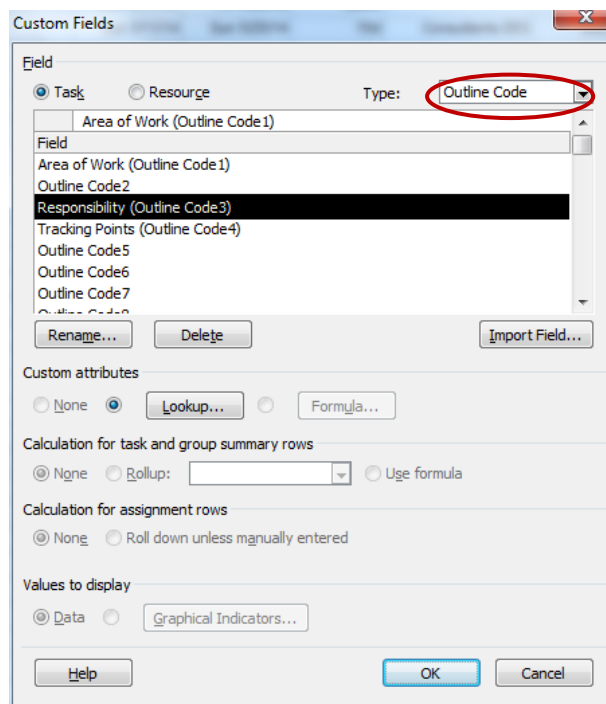 Custom Fields
Field
Task Resource Type: Outline Code
Area of Work (Outline Code1)
Field
Area of Work (Outline Code1)
Outline Code2
Responsibility (Outline Code3)
Tracking Points (Outline Code4)
Outline Code5
Outline Code6
Outline Code7
Rename... Delete Import Field...
Custom attributes
None Lookup... Formula...
Calculation for task and group summary rows
None Rollup: Use formula
Calculation for assignment rows
None Roll down unless manually entered
Values to display
Data Graphical Indicators...
Help OK Cancel